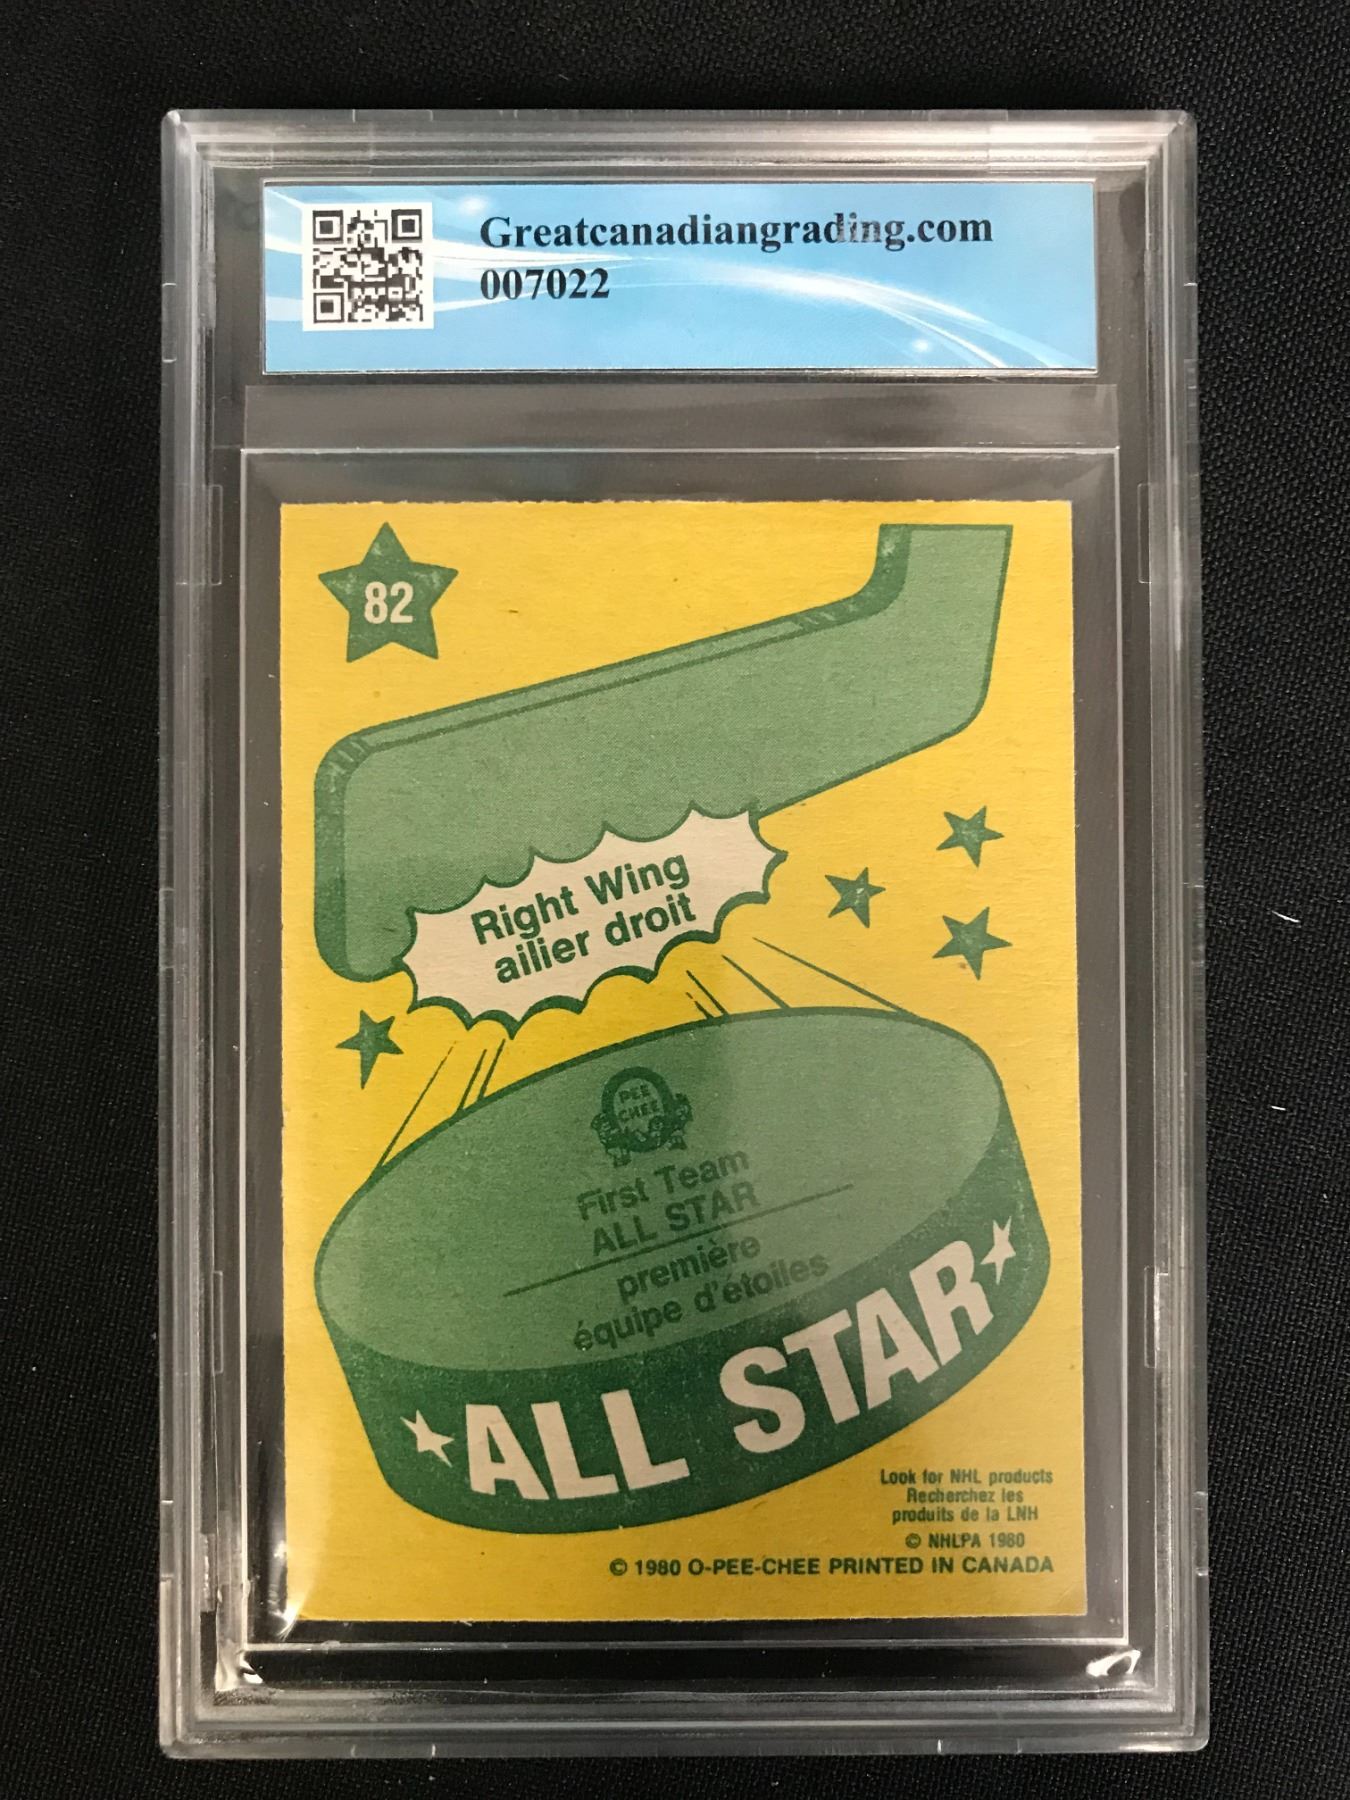 Greatcanadiangrading.com
007022
82
Right Wing
ailier droit
PEE
CHEE
First Team
ALL STAR
première
équipe d'étoiles
ALL STAR
Look for NHL products
Recherchez les
produits de la LNH
© NHLPA 1980
© 1980 O-PEE-CHEE PRINTED IN CANADA